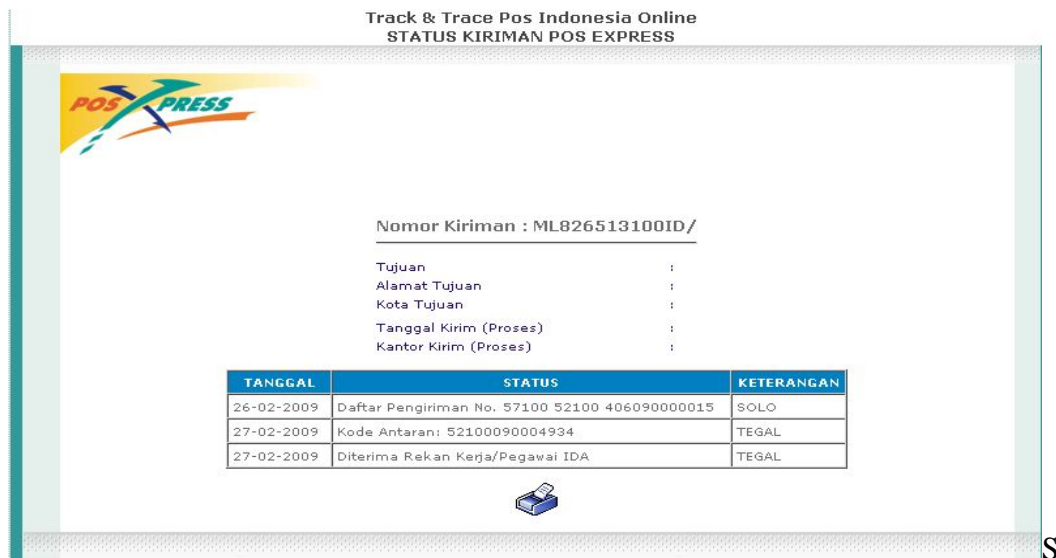 Track & Trace Pos Indonesia Online
STATUS KIRIMAN POS EXPRESS
POS XPRESS
Nomor Kiriman : ML826513100ID/
Tujuan :
Alamat Tujuan :
Kota Tujuan :
Tanggal Kirim (Proses) :
Kantor Kirim (Proses) :
TANGGAL STATUS KETERANGAN
26-02-2009 Daftar Pengiriman No. 57100 52100 406090000015 SOLO
27-02-2009 Kode Antaran: 52100090004934 TEGAL
27-02-2009 Diterima Rekan Kerja/Pegawai IDA TEGAL
S